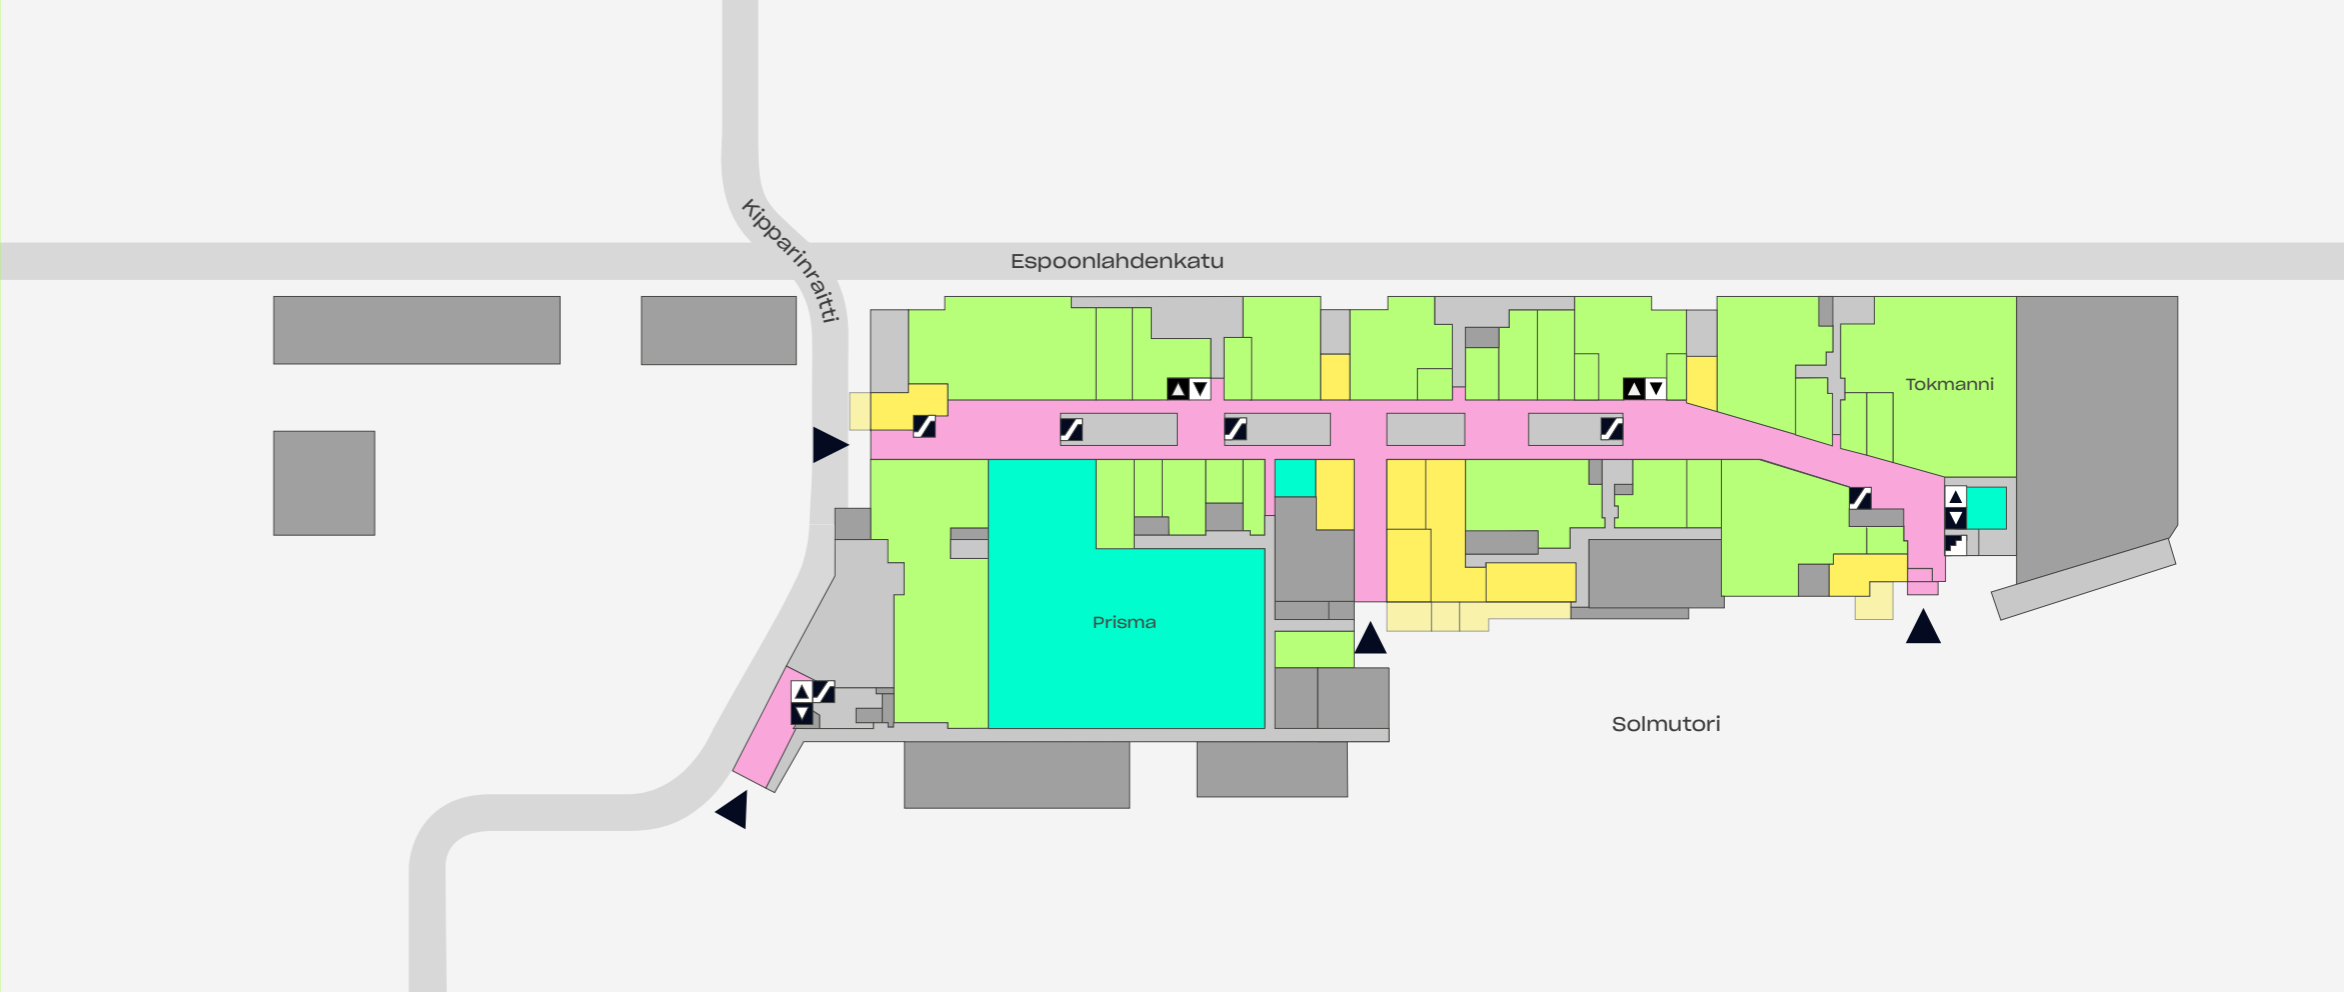 Kipparinraitti
Espoonlahdenkatu
Tokmanni
Prisma
Solmutori